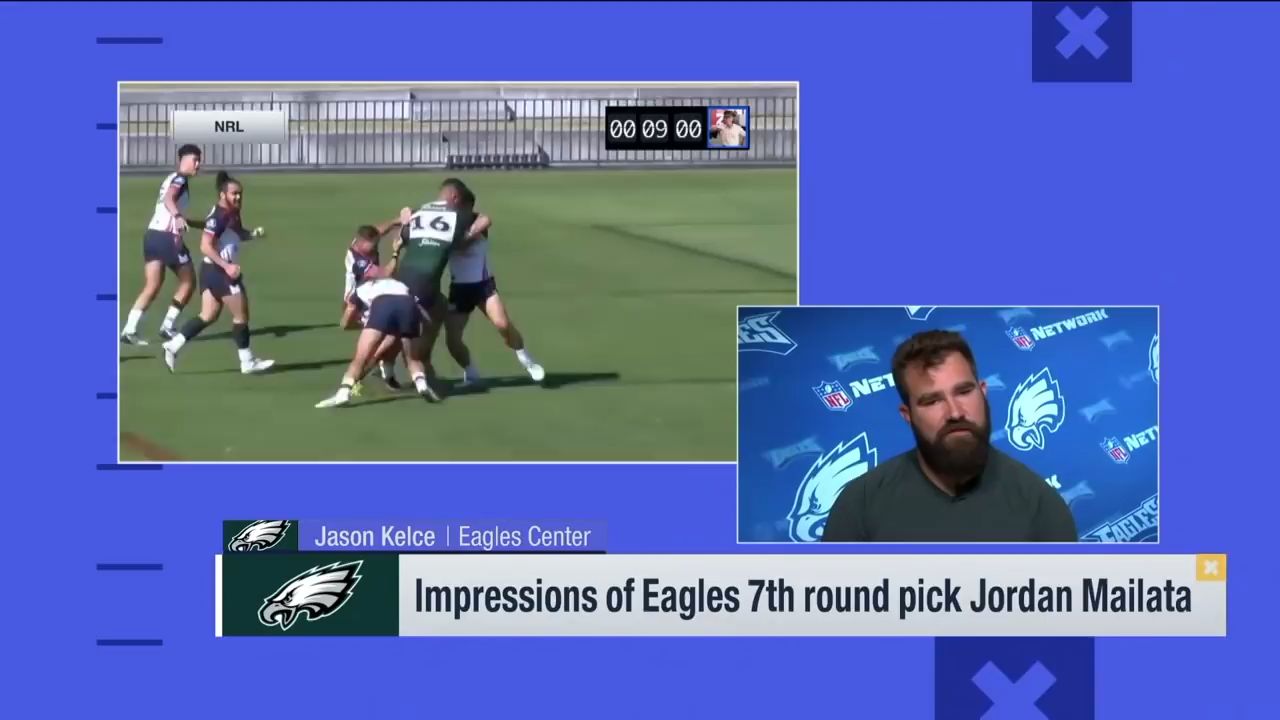 NRL
00 09 00
16
NFL NETWORK
EAGLES
Jason Kelce | Eagles Center
Impressions of Eagles 7th round pick Jordan Mailata